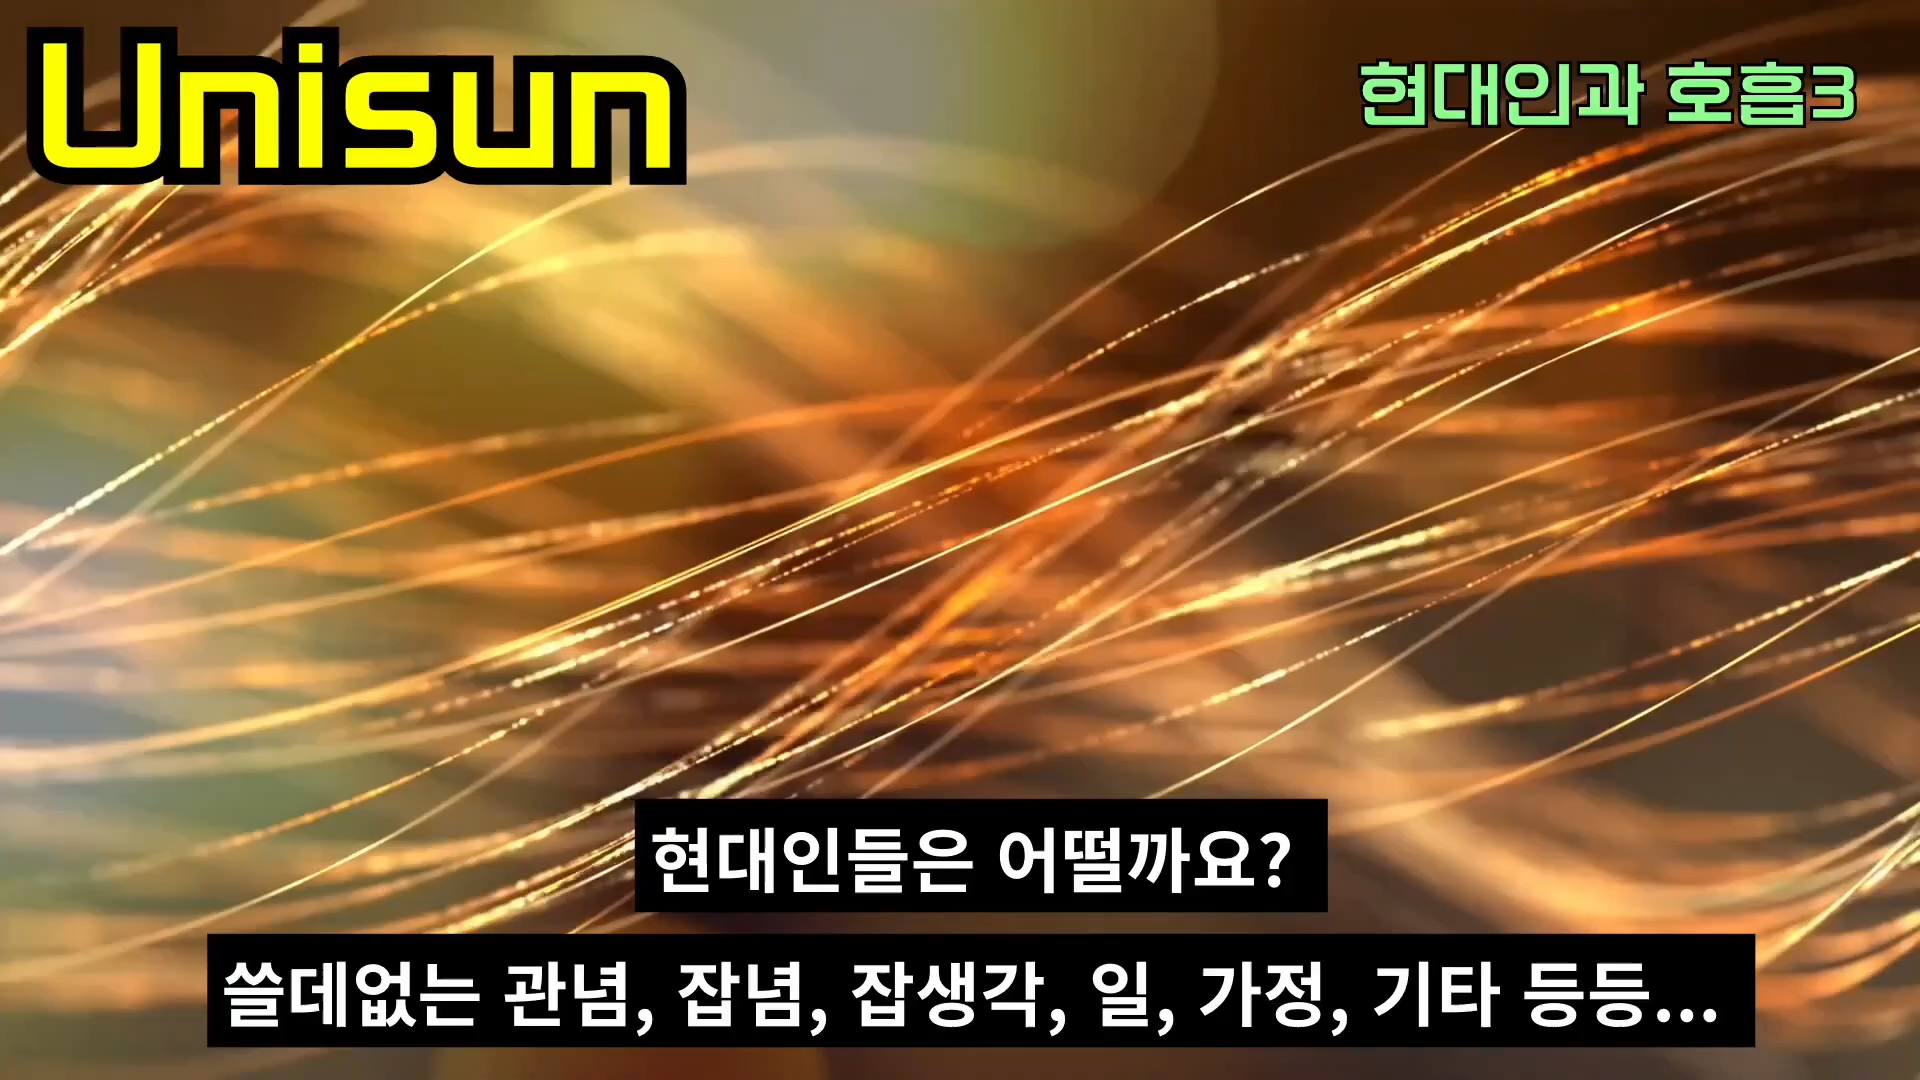 Unisun
현대인과 호흡3
현대인들은 어떨까요?
쓸데없는 관념, 잡념, 잡생각, 일, 가정, 기타 등등...